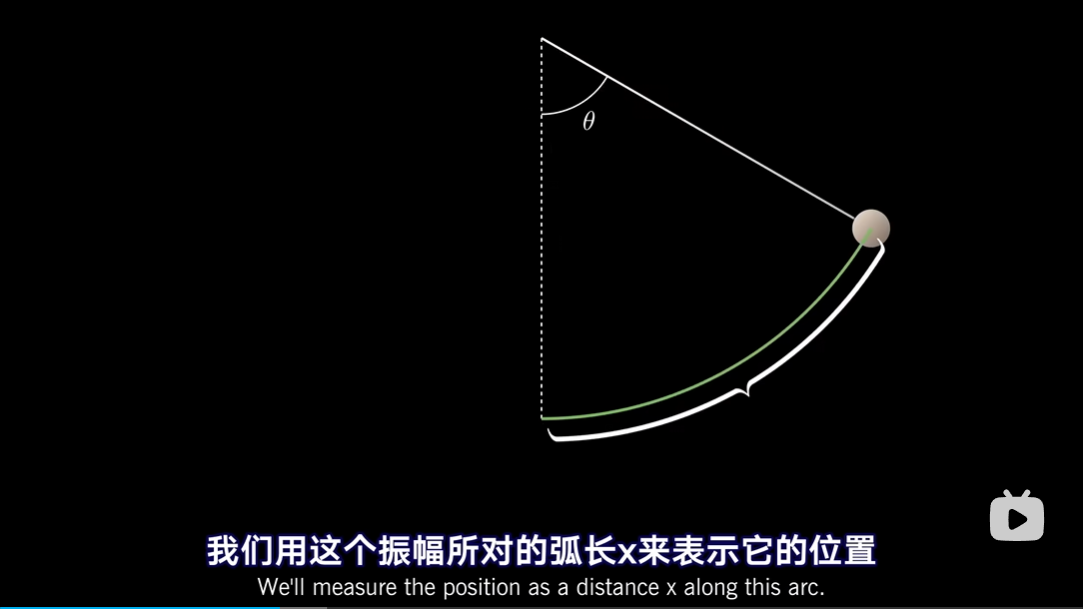 θ
我们用这个振幅所对的弧长x来表示它的位置
We'll measure the position as a distance x along this arc.